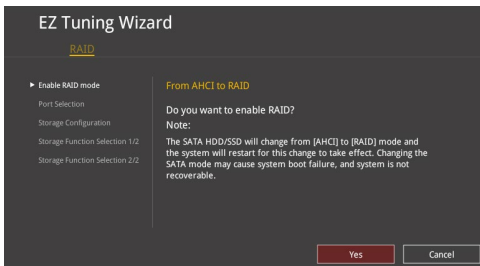 EZ Tuning Wizard
RAID
Enable RAID mode
Port Selection
Storage Configuration
Storage Function Selection 1/2
Storage Function Selection 2/2
From AHCI to RAID
Do you want to enable RAID?
Note:
The SATA HDD/SSD will change from [AHCI] to [RAID] mode and
the system will restart for this change to take effect. Changing the
SATA mode may cause system boot failure, and system is not
recoverable.
Yes
Cancel